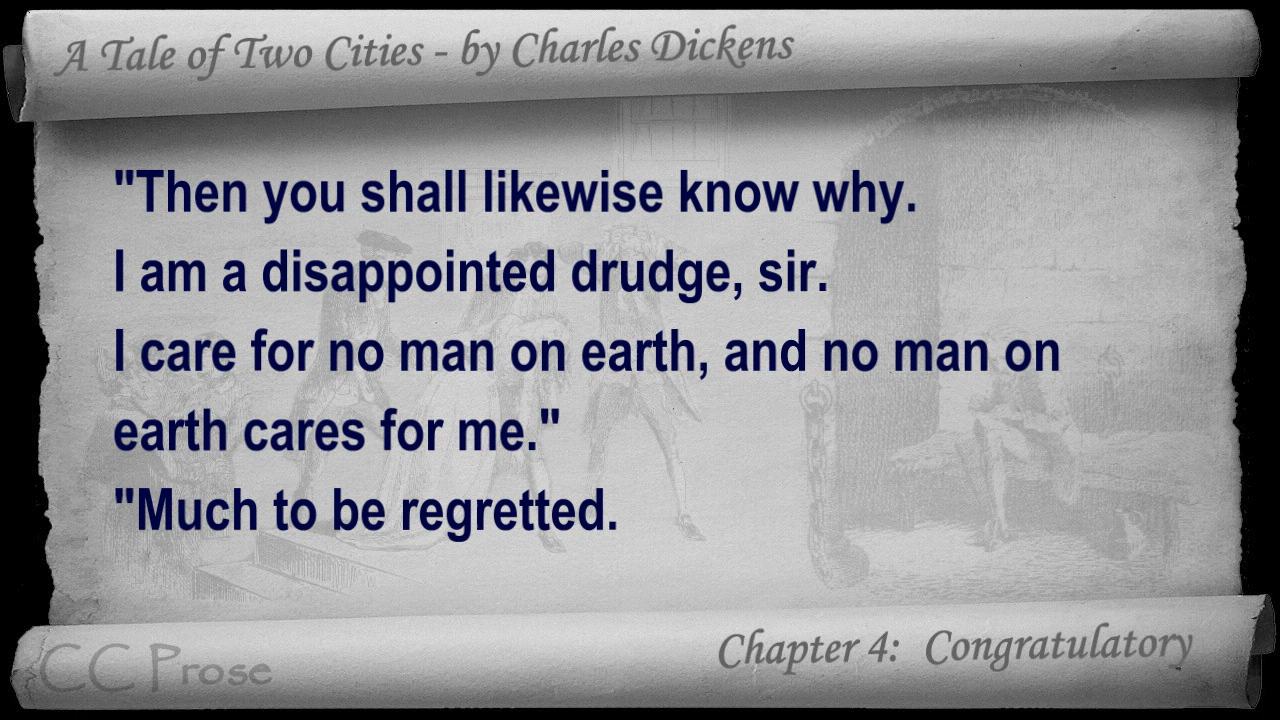 A Tale of Two Cities - by Charles Dickens
"Then you shall likewise know why.
I am a disappointed drudge, sir.
I care for no man on earth, and no man on
earth cares for me."
"Much to be regretted.
CC Prose
Chapter 4: Congratulatory